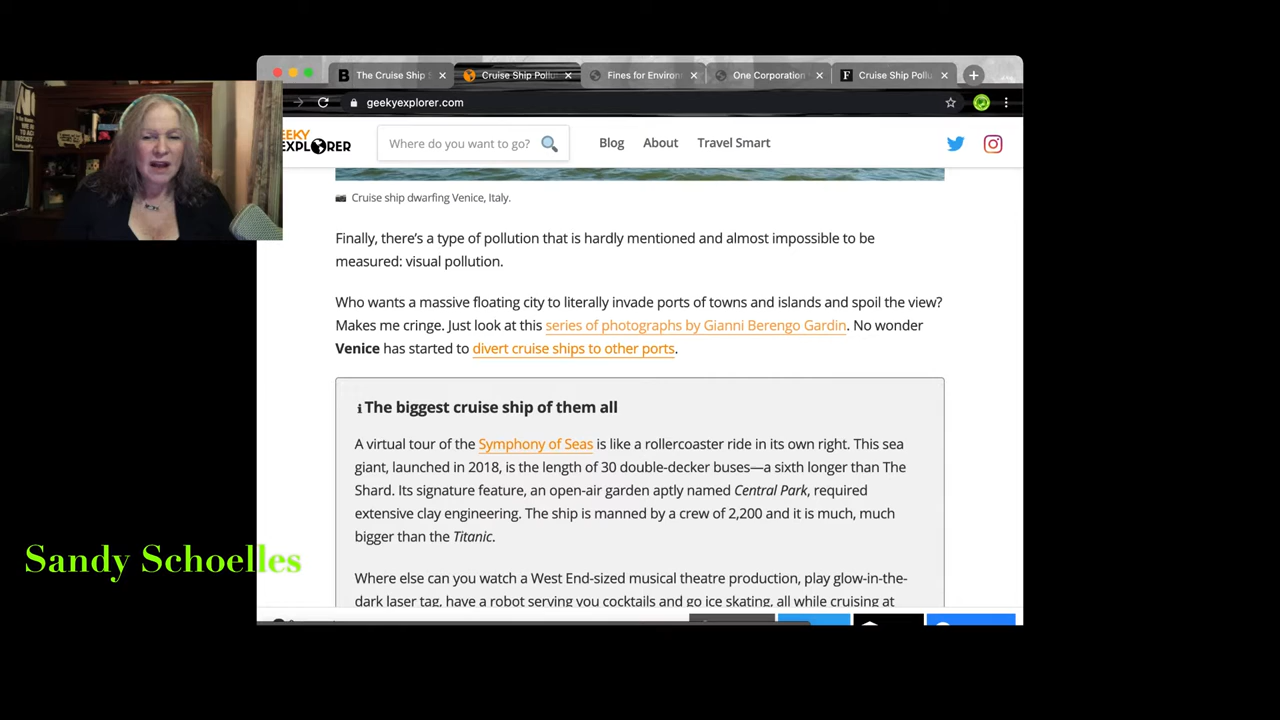 The Cruise Ship
Cruise Ship Pollu
Fines for Environ
One Corporation
Cruise Ship Pollu
geekyexplorer.com
EEKY
EXPLORER
Where do you want to go?
Blog
About
Travel Smart
Cruise ship dwarfing Venice, Italy.
Finally, there's a type of pollution that is hardly mentioned and almost impossible to be
measured: visual pollution.
Who wants a massive floating city to literally invade ports of towns and islands and spoil the view?
Makes me cringe. Just look at this series of photographs by Gianni Berengo Gardin. No wonder
Venice has started to divert cruise ships to other ports.
The biggest cruise ship of them all
A virtual tour of the Symphony of Seas is like a rollercoaster ride in its own right. This sea
giant, launched in 2018, is the length of 30 double-decker buses—a sixth longer than The
Shard. Its signature feature, an open-air garden aptly named Central Park, required
extensive clay engineering. The ship is manned by a crew of 2,200 and it is much, much
bigger than the Titanic.
Where else can you watch a West End-sized musical theatre production, play glow-in-the-
dark laser tag, have a robot serving you cocktails and go ice skating, all while cruising at
Sandy Schoelles